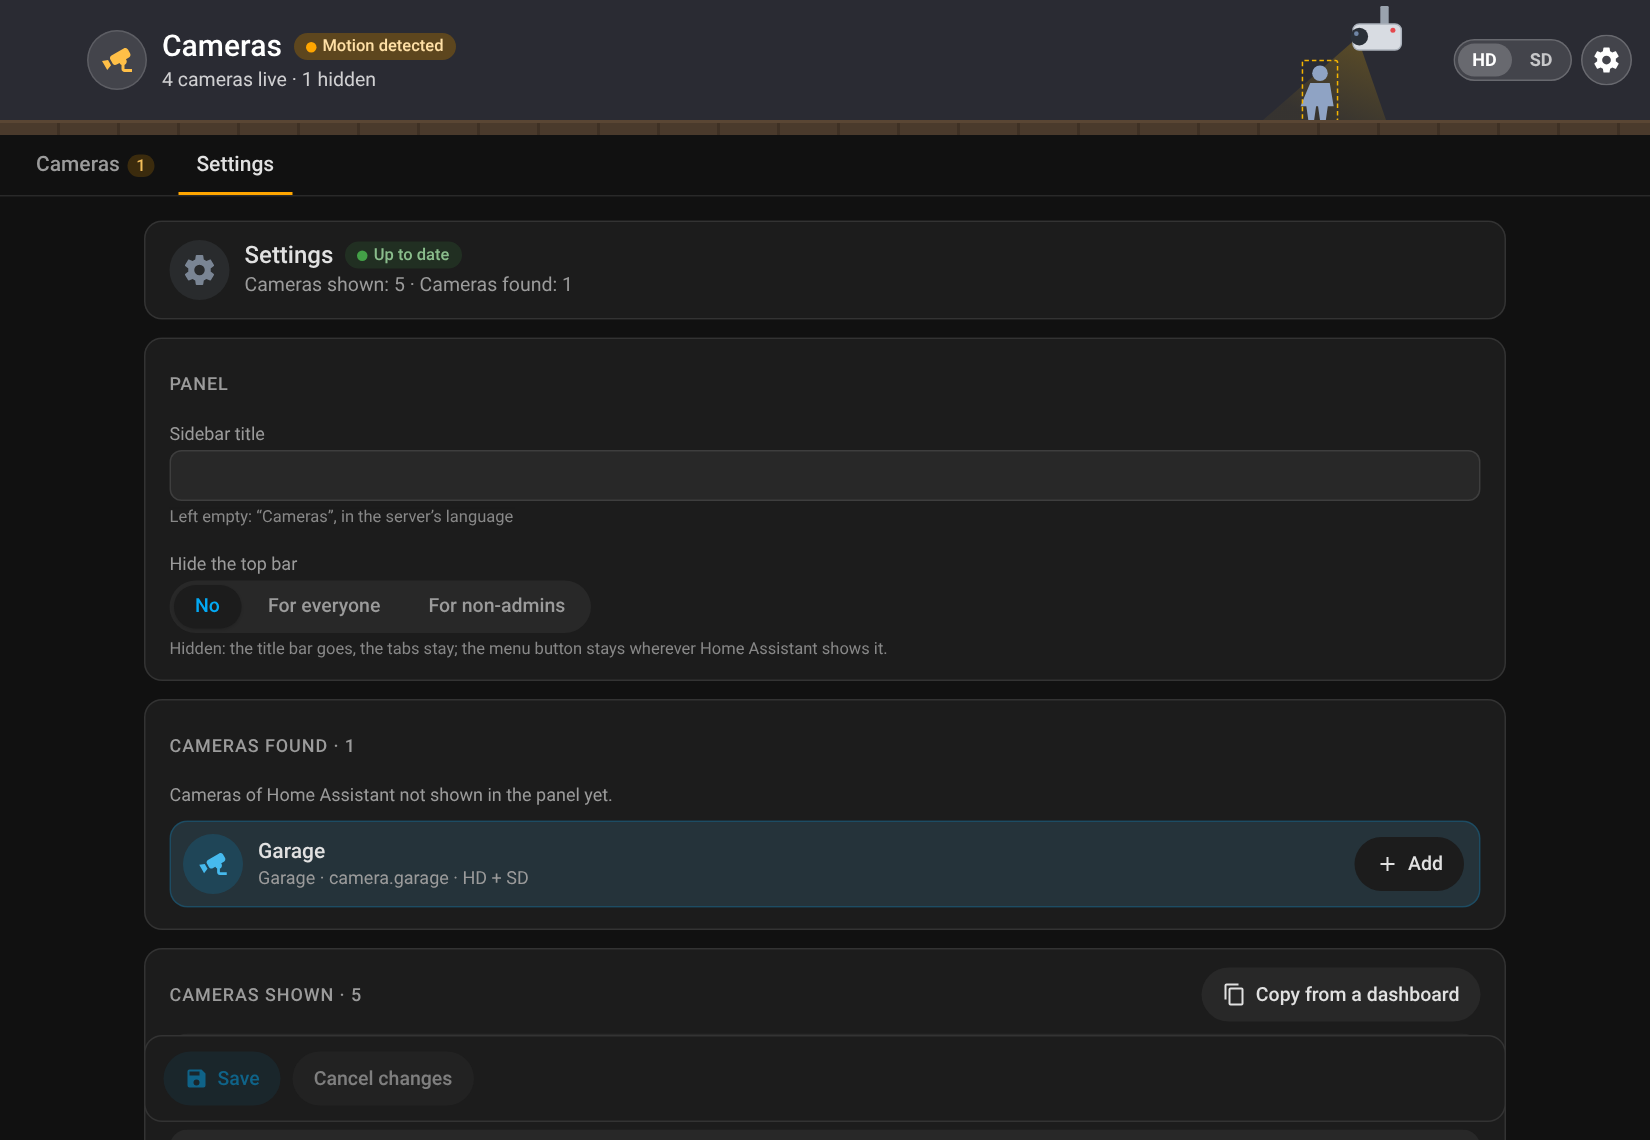 Cameras
Motion detected
4 cameras live · 1 hidden
HD
SD
Cameras 1
Settings
Settings
Up to date
Cameras shown: 5 · Cameras found: 1
PANEL
Sidebar title
Left empty: “Cameras”, in the server’s language
Hide the top bar
No
For everyone
For non-admins
Hidden: the title bar goes, the tabs stay; the menu button stays wherever Home Assistant shows it.
CAMERAS FOUND · 1
Cameras of Home Assistant not shown in the panel yet.
Garage
Garage · camera.garage · HD + SD
Add
CAMERAS SHOWN · 5
Copy from a dashboard
Save
Cancel changes